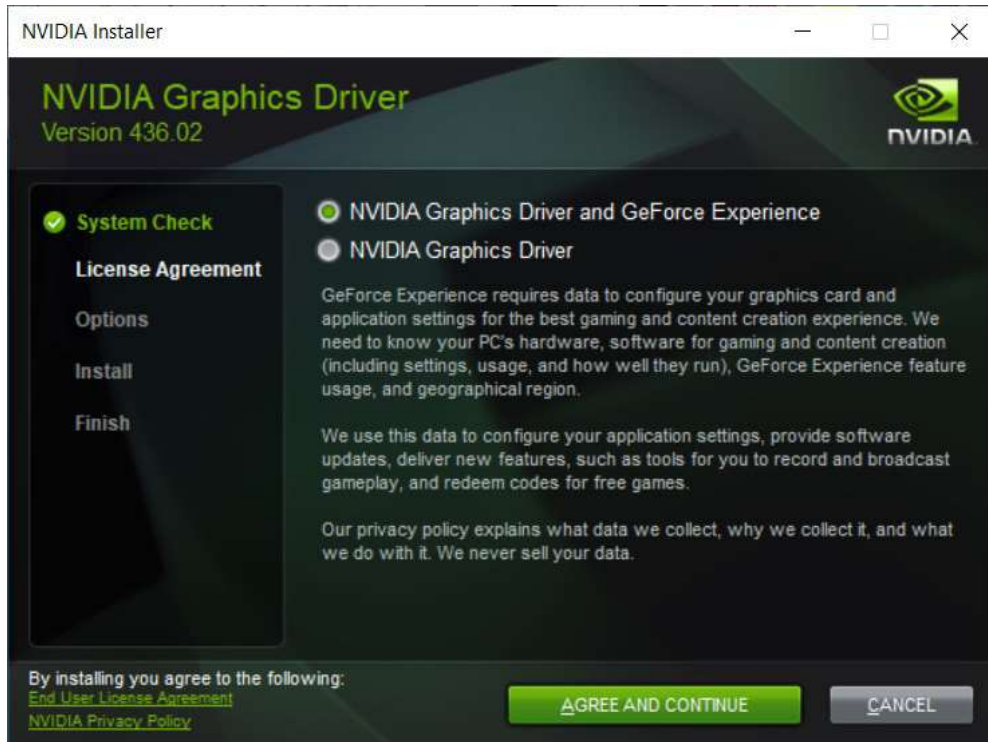 NVIDIA Installer
NVIDIA Graphics Driver
Version 436.02
NVIDIA
System Check
License Agreement
Options
Install
Finish
NVIDIA Graphics Driver and GeForce Experience
NVIDIA Graphics Driver
GeForce Experience requires data to configure your graphics card and
application settings for the best gaming and content creation experience. We
need to know your PC's hardware, software for gaming and content creation
(including settings, usage, and how well they run), GeForce Experience feature
usage, and geographical region.
We use this data to configure your application settings, provide software
updates, deliver new features, such as tools for you to record and broadcast
gameplay, and redeem codes for free games.
Our privacy policy explains what data we collect, why we collect it, and what
we do with it. We never sell your data.
By installing you agree to the following:
End User License Agreement
NVIDIA Privacy Policy
AGREE AND CONTINUE
CANCEL